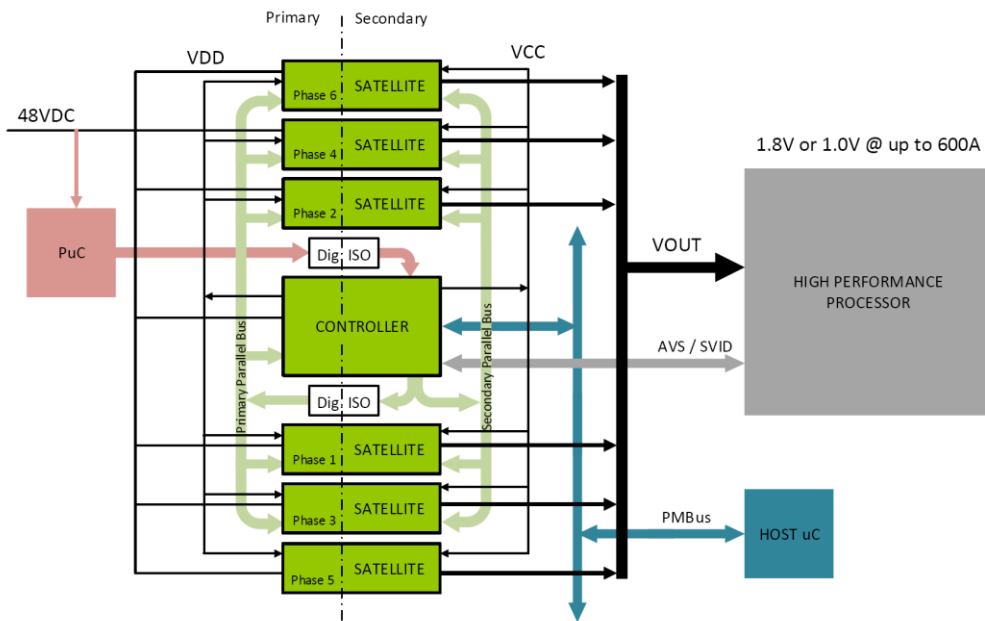 Primary
Secondary
VDD
VCC
Phase 6
SATELLITE
48VDC
Phase 4
SATELLITE
1.8V or 1.0V @ up to 600A
Phase 2
SATELLITE
PuC
Dig. ISO
VOUT
HIGH PERFORMANCE
PROCESSOR
CONTROLLER
Primary Parallel Bus
Secondary Parallel Bus
AVS / SVID
Dig. ISO
Phase 1
SATELLITE
Phase 3
SATELLITE
PMBus
HOST uC
Phase 5
SATELLITE